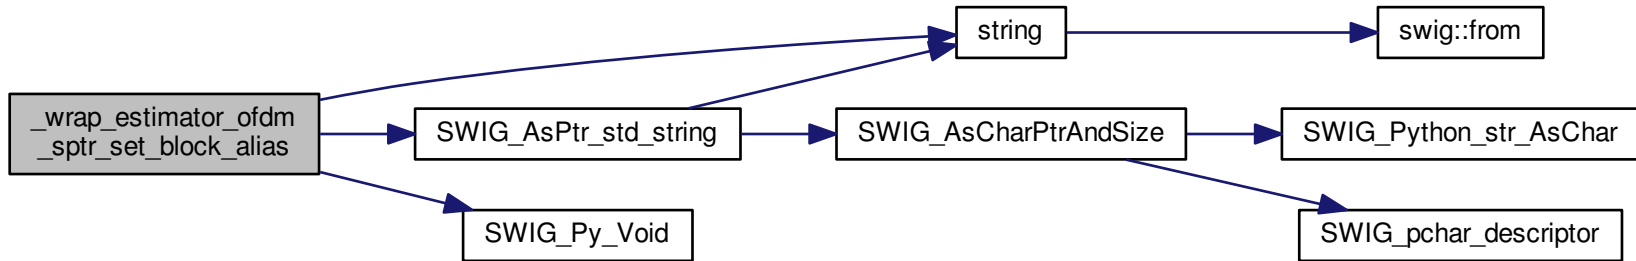 string
swig::from
_wrap_estimator_ofdm
_sptr_set_block_alias
SWIG_AsPtr_std_string
SWIG_AsCharPtrAndSize
SWIG_Python_str_AsChar
SWIG_Py_Void
SWIG_pchar_descriptor